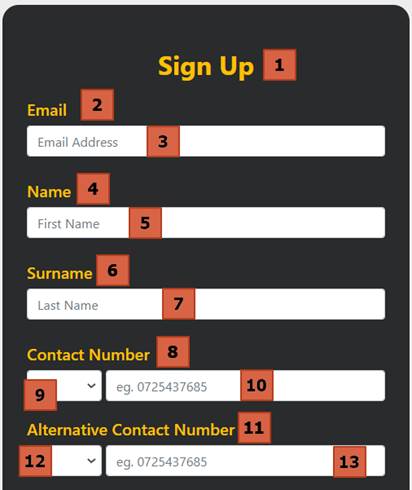 Sign Up 1
Email 2
Email Address 3
Name 4
First Name 5
Surname 6
Last Name 7
Contact Number 8
9 eg. 0725437685 10
Alternative Contact Number 11
12 eg. 0725437685 13